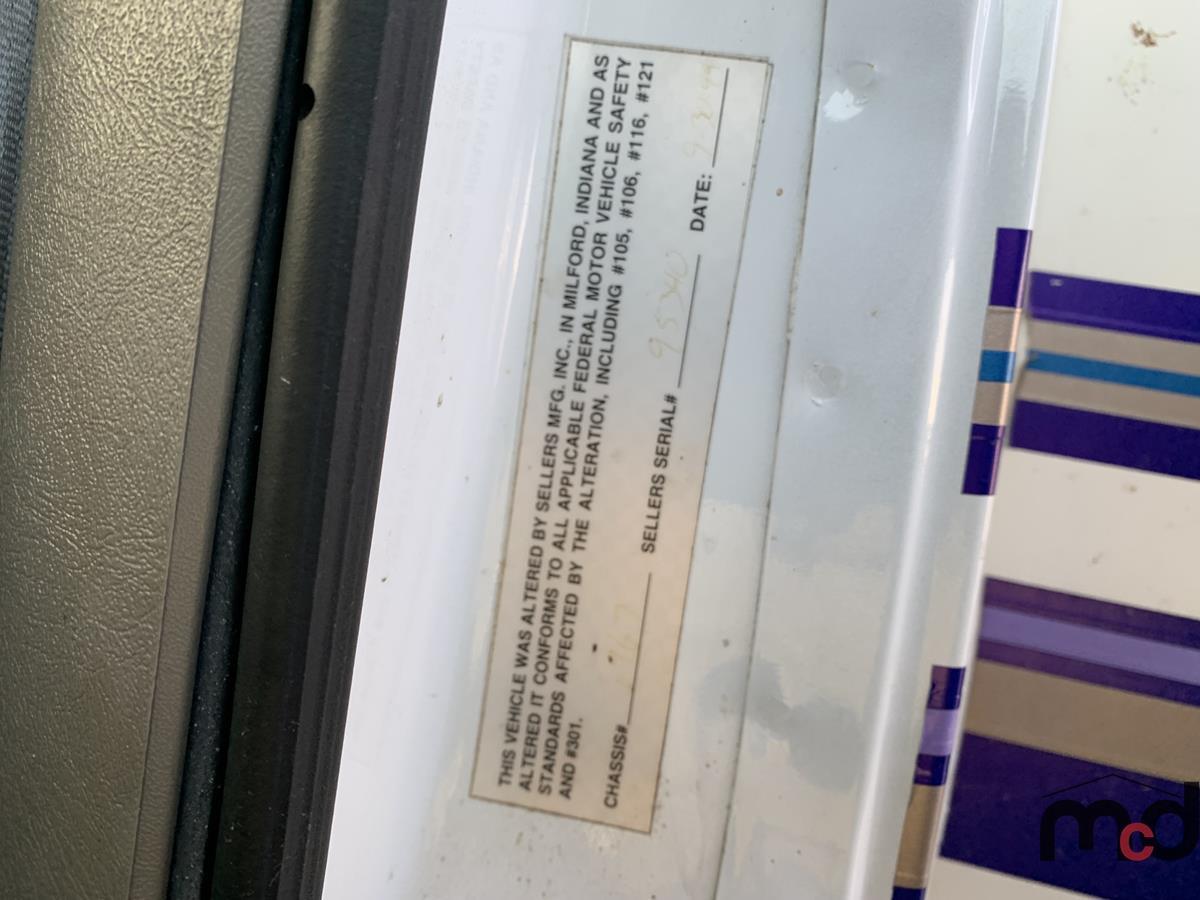 THIS VEHICLE WAS ALTERED BY SELLERS MFG. INC., IN MILFORD, INDIANA AND AS
ALTERED IT CONFORMS TO ALL APPLICABLE FEDERAL MOTOR VEHICLE SAFETY
STANDARDS AFFECTED BY THE ALTERATION, INCLUDING #105, #106, #116, #121
AND #301.
CHASSIS# SELLERS SERIAL# 95340 DATE:
mcd